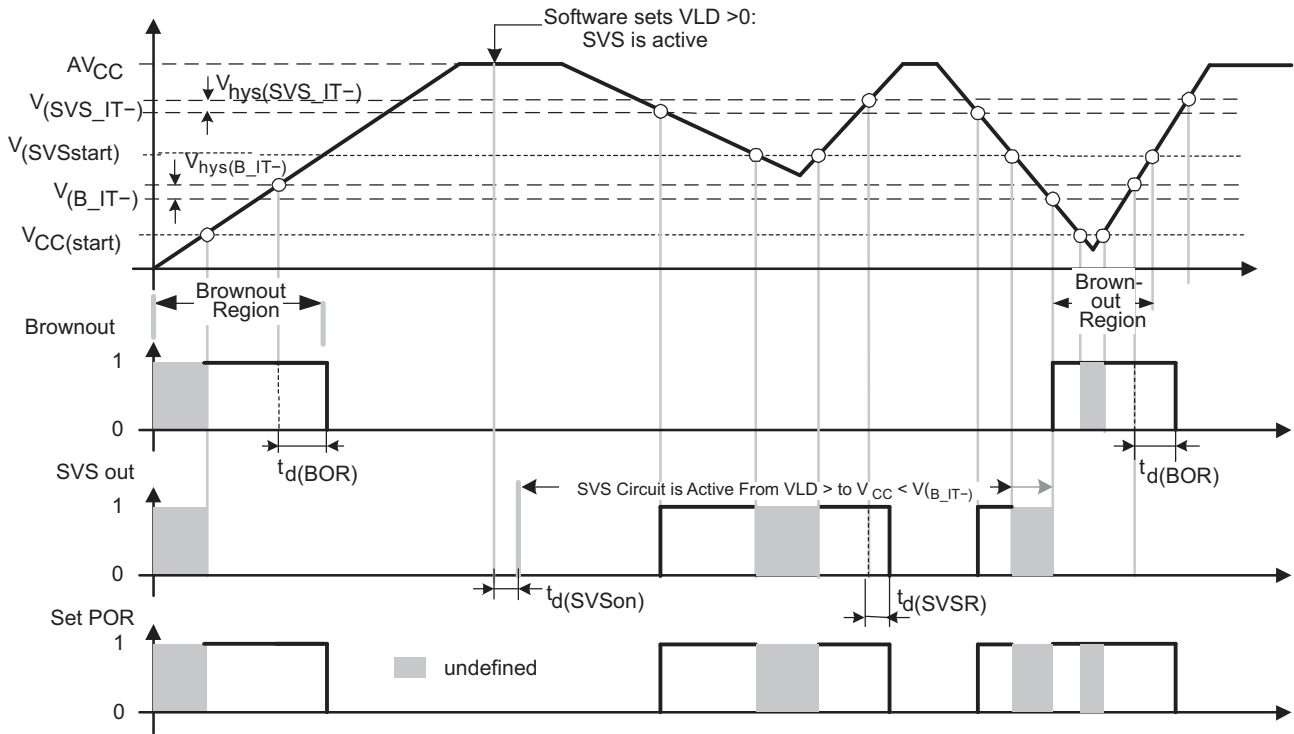 Software sets VLD >0:
SVS is active
AVCC
Vhys(SVS_IT−)
V(SVS_IT−)
V(SVSstart)
Vhys(B_IT−)
V(B_IT−)
VCC(start)
Brownout
Region
Brown-
out
Region
Brownout
1
0
td(BOR)
td(BOR)
SVS out
SVS Circuit is Active From VLD > to VCC < V(B_IT−)
1
0
td(SVSon)
td(SVSR)
Set POR
1
undefined
0